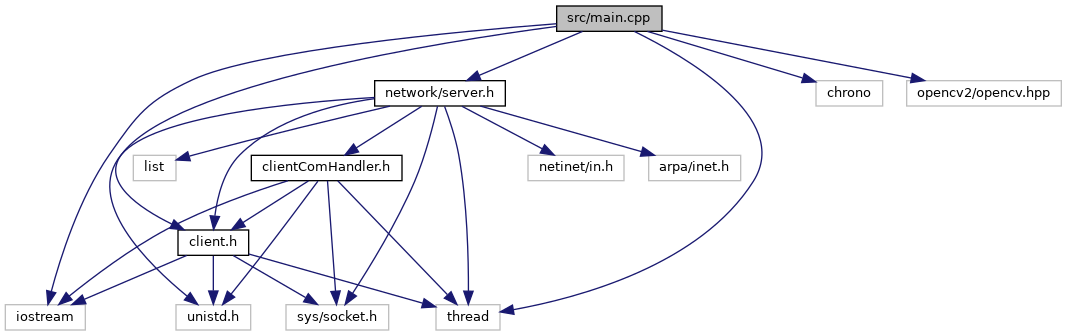 src/main.cpp
network/server.h
chrono
opencv2/opencv.hpp
list
clientComHandler.h
netinet/in.h
arpa/inet.h
client.h
iostream
unistd.h
sys/socket.h
thread